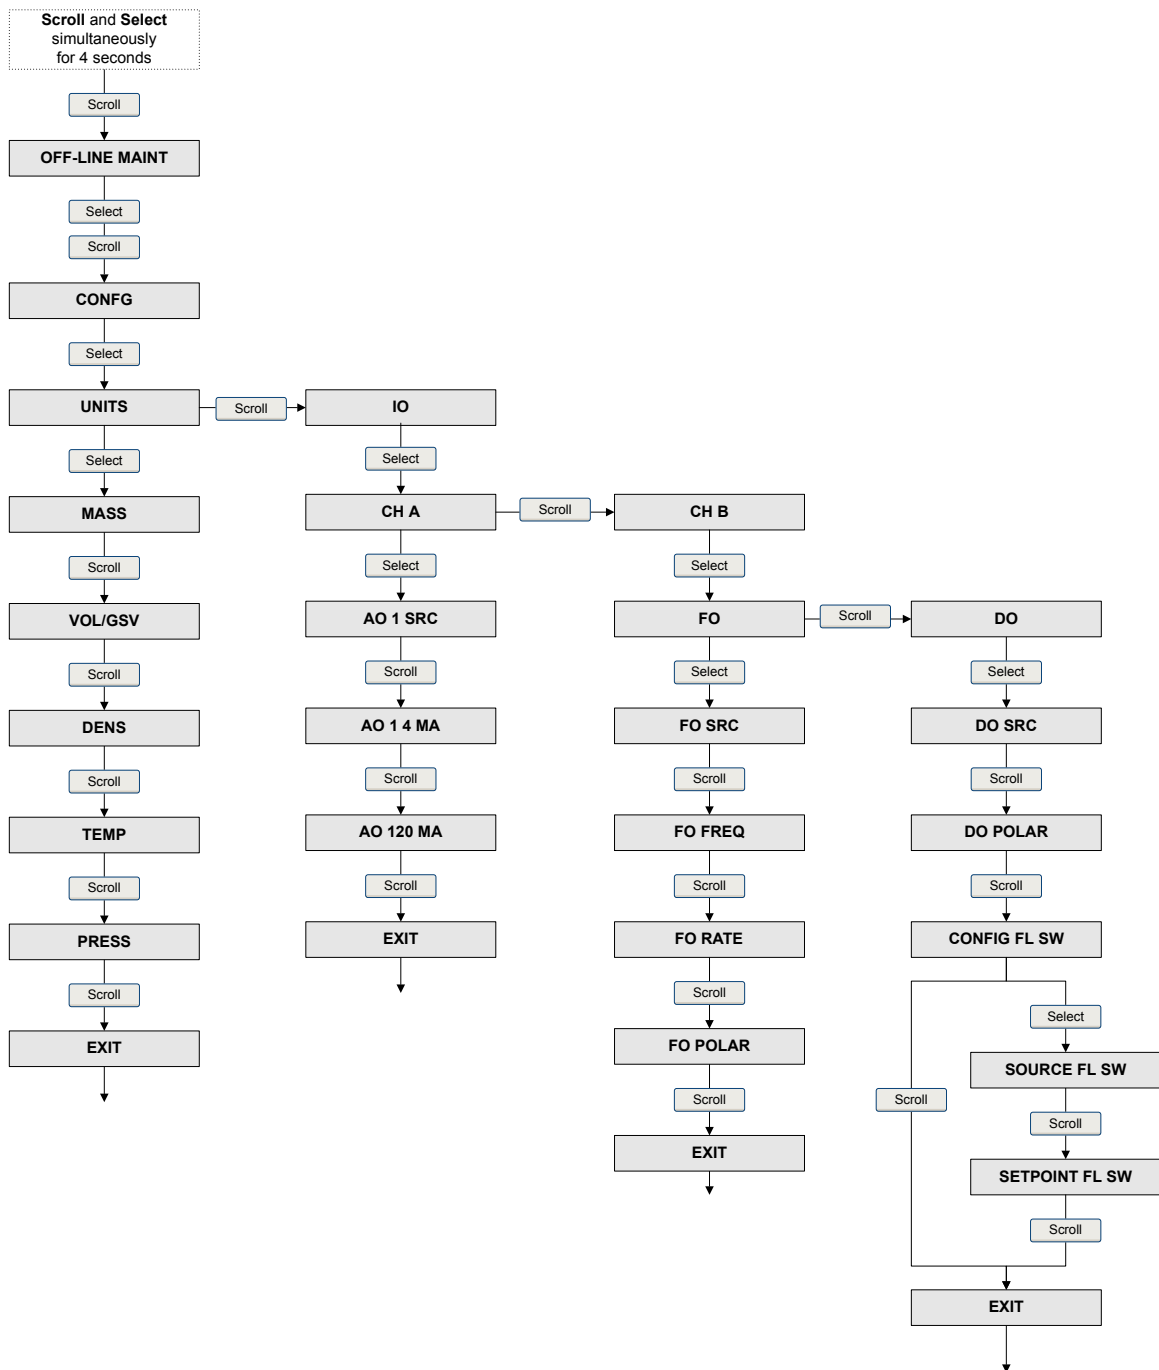 Scroll and Select
simultaneously
for 4 seconds
Scroll
OFF-LINE MAINT
Select
Scroll
CONFG
Select
UNITS
Scroll
IO
Select
MASS
Scroll
VOL/GSV
Scroll
DENS
Scroll
TEMP
Scroll
PRESS
Scroll
EXIT
Select
CH A
Scroll
CH B
Select
AO 1 SRC
Scroll
AO 1 4 MA
Scroll
AO 120 MA
Scroll
EXIT
Select
FO
Scroll
DO
Select
FO SRC
Scroll
FO FREQ
Scroll
FO RATE
Scroll
FO POLAR
Scroll
EXIT
Select
DO SRC
Scroll
DO POLAR
Scroll
CONFIG FL SW
Select
SOURCE FL SW
Scroll
Scroll
SETPOINT FL SW
Scroll
EXIT